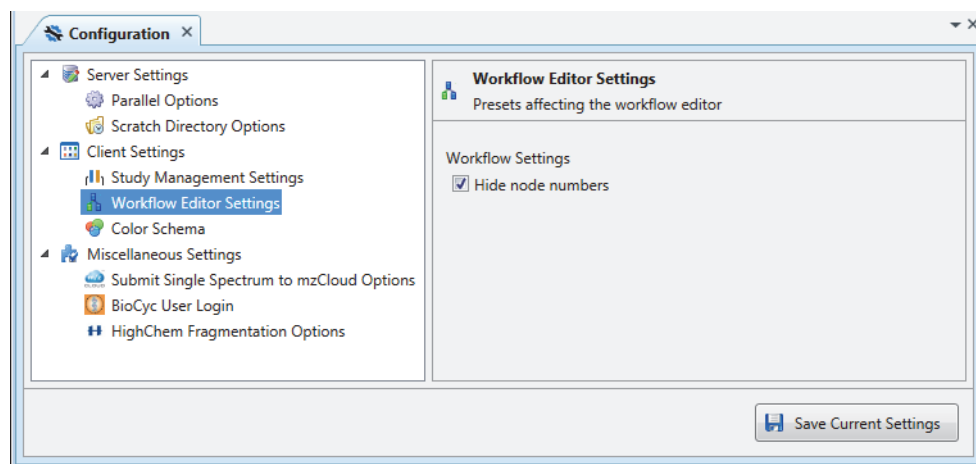 Configuration
Server Settings
Parallel Options
Scratch Directory Options
Client Settings
Study Management Settings
Workflow Editor Settings
Color Schema
Miscellaneous Settings
Submit Single Spectrum to mzCloud Options
BioCyc User Login
HighChem Fragmentation Options
Workflow Editor Settings
Presets affecting the workflow editor
Workflow Settings
Hide node numbers
Save Current Settings